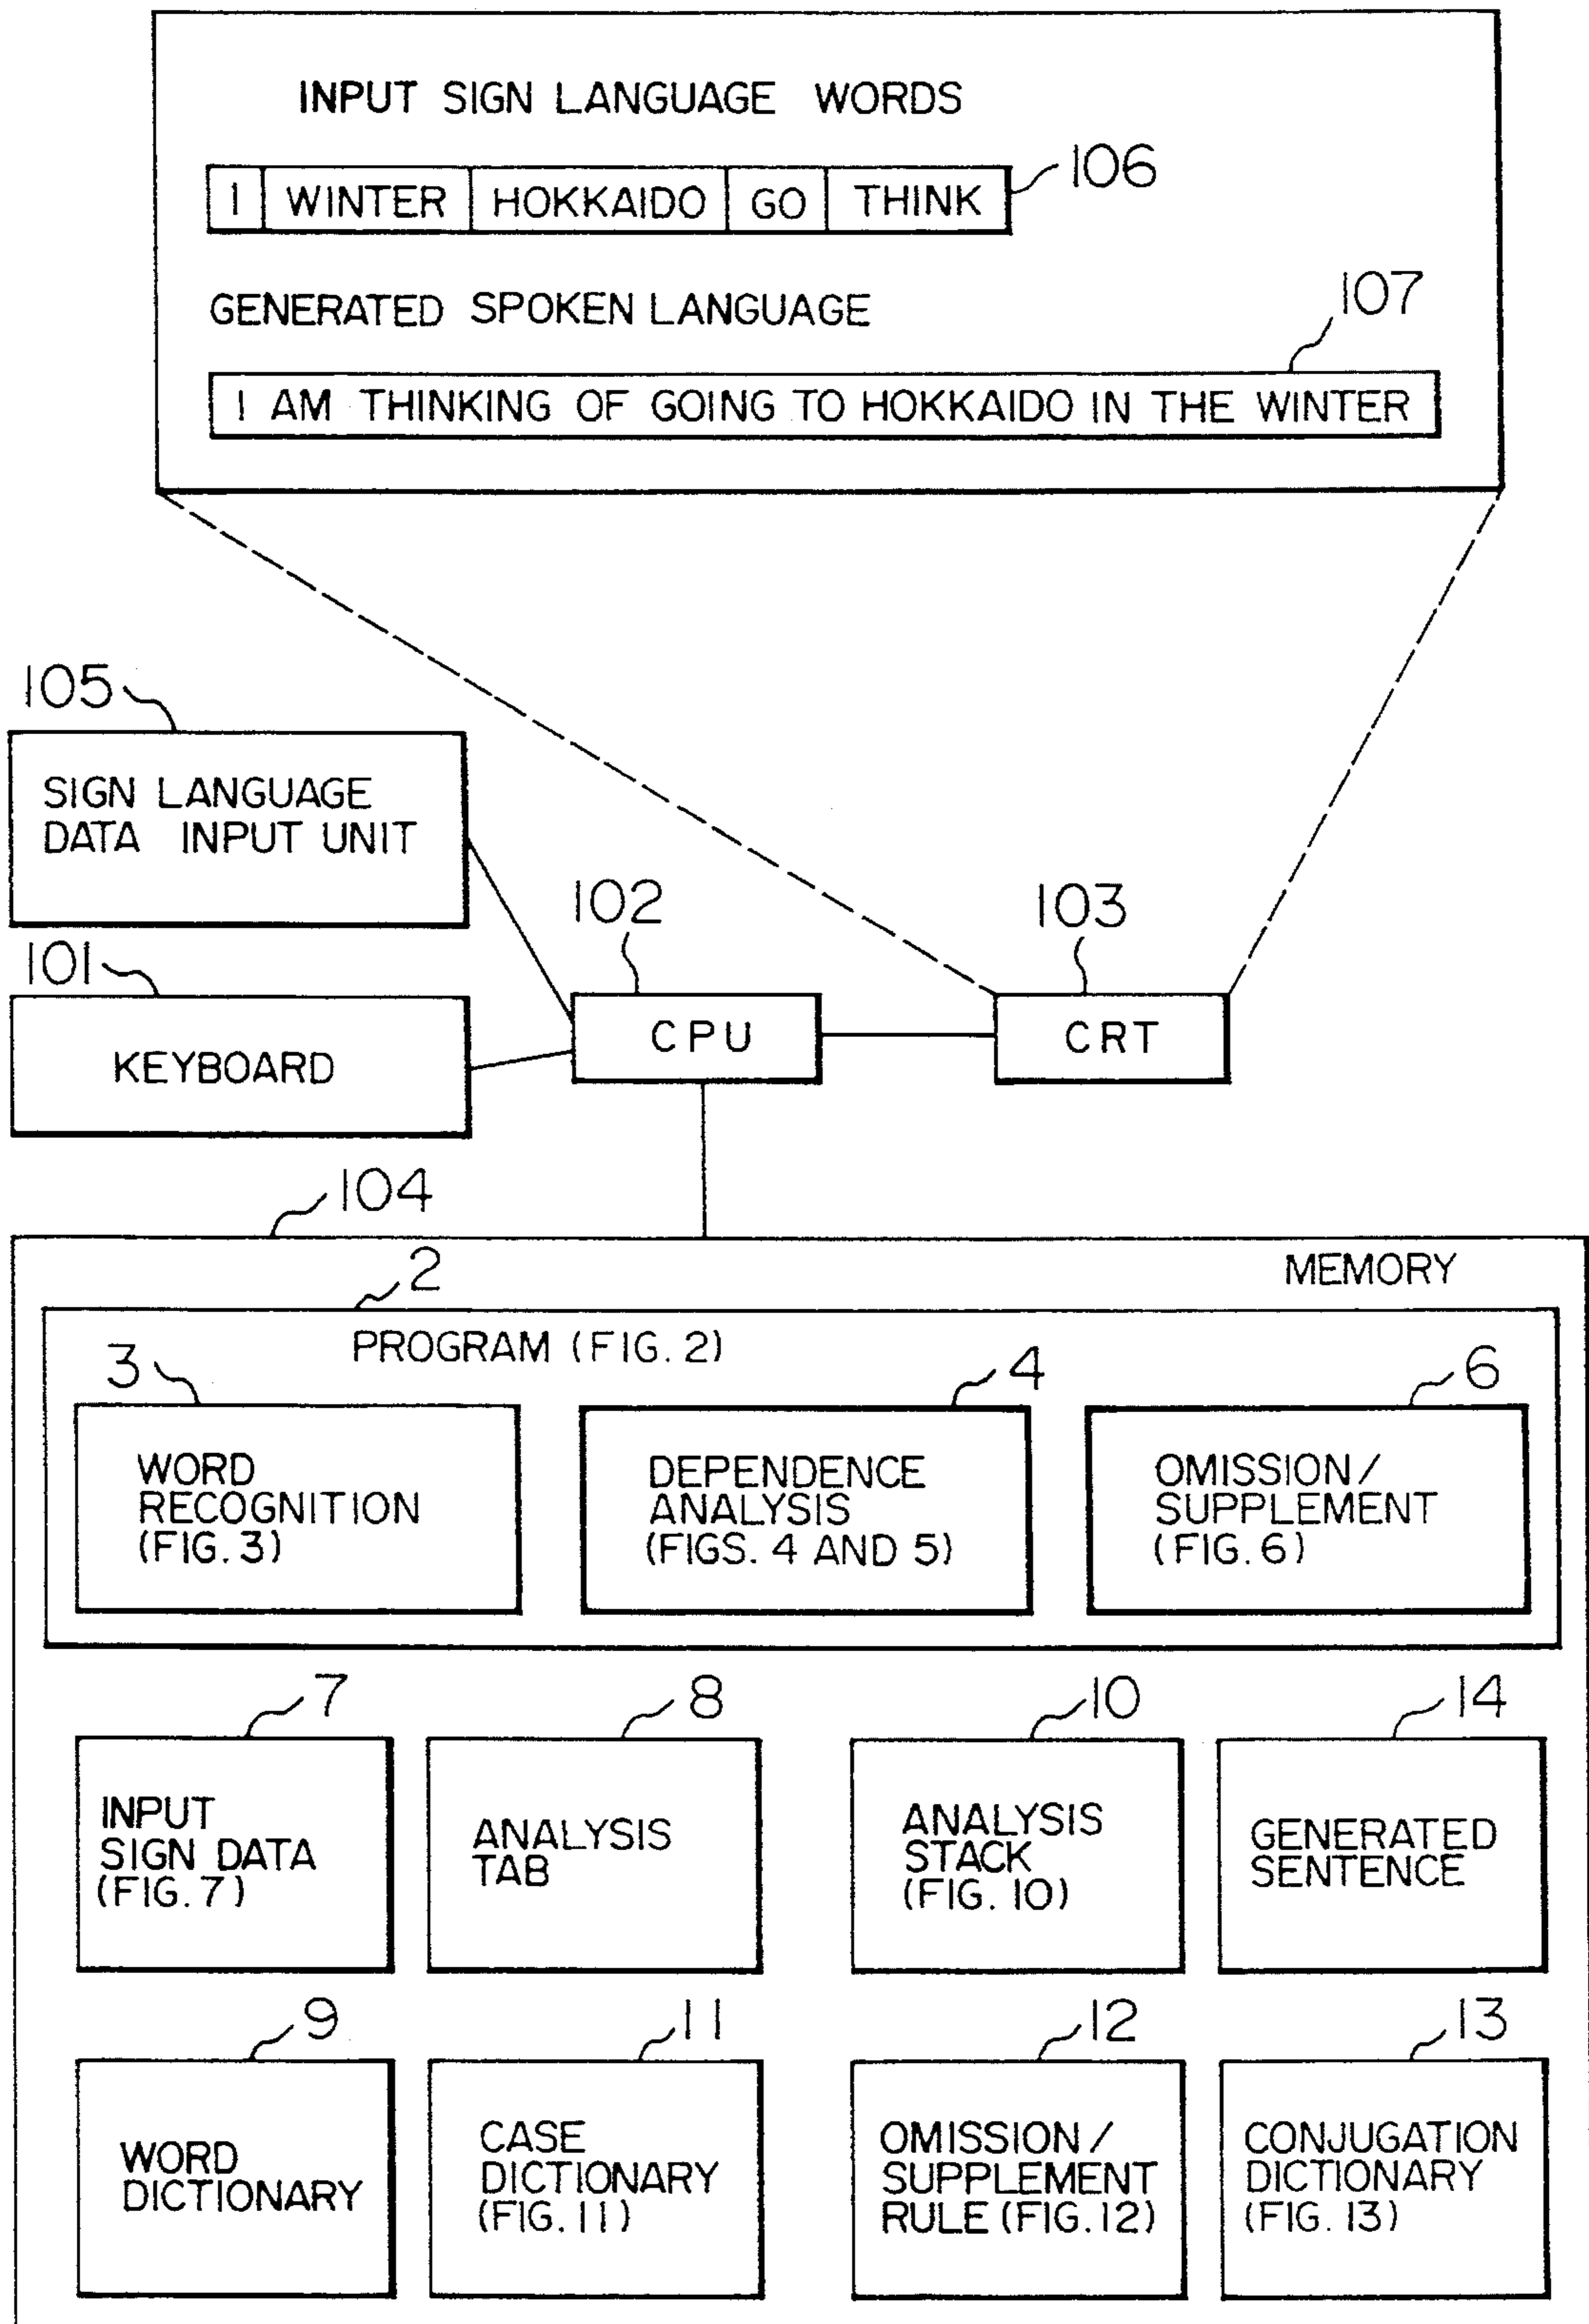 INPUT SIGN LANGUAGE WORDS
106
I WINTER HOKKAIDO GO THINK
GENERATED SPOKEN LANGUAGE
107
I AM THINKING OF GOING TO HOKKAIDO IN THE WINTER
105
SIGN LANGUAGE
DATA INPUT UNIT
101
KEYBOARD
102
CPU
103
CRT
104
MEMORY
2
PROGRAM (FIG. 2)
3
WORD
RECOGNITION
(FIG. 3)
4
DEPENDENCE
ANALYSIS
(FIGS. 4 AND 5)
6
OMISSION/
SUPPLEMENT
(FIG. 6)
7
INPUT
SIGN DATA
(FIG. 7)
8
ANALYSIS
TAB
10
ANALYSIS
STACK
(FIG. 10)
14
GENERATED
SENTENCE
9
WORD
DICTIONARY
11
CASE
DICTIONARY
(FIG. 11)
12
OMISSION/
SUPPLEMENT
RULE (FIG. 12)
13
CONJUGATION
DICTIONARY
(FIG. 13)